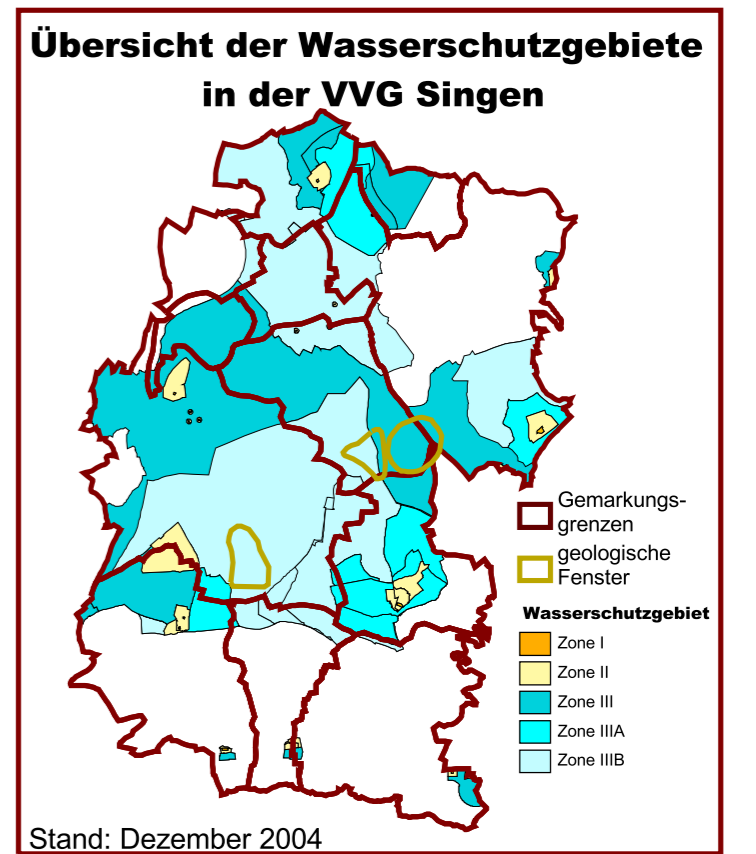 Übersicht der Wasserschutzgebiete
in der VVG Singen
Gemarkungs-
grenzen
geologische
Fenster
Wasserschutzgebiet
Zone I
Zone II
Zone III
Zone IIIA
Zone IIIB
Stand: Dezember 2004